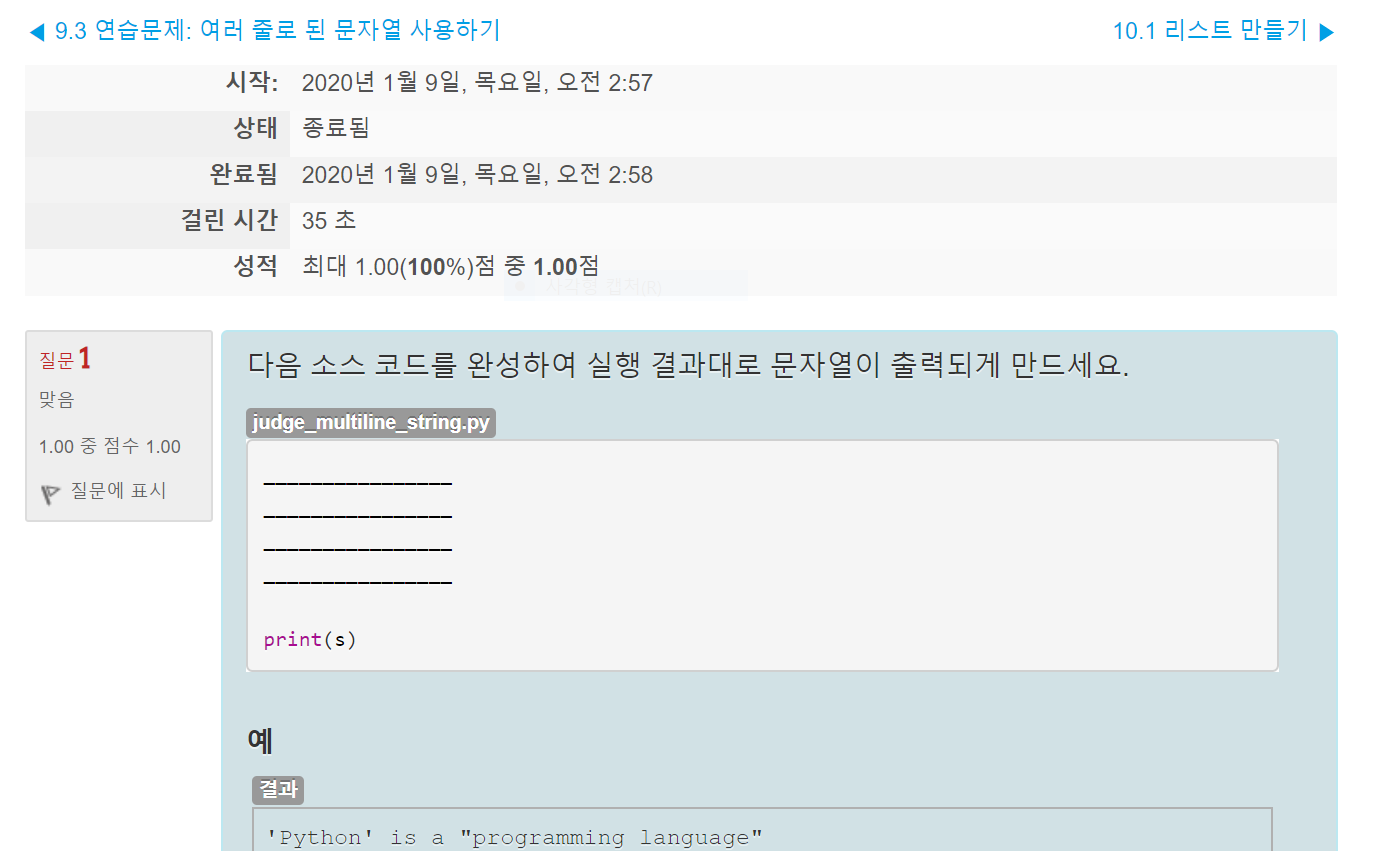 ◀ 9.3 연습문제: 여러 줄로 된 문자열 사용하기
10.1 리스트 만들기 ▶
시작: 2020년 1월 9일, 목요일, 오전 2:57
상태 종료됨
완료됨 2020년 1월 9일, 목요일, 오전 2:58
걸린 시간 35 초
성적 최대 1.00(100%)점 중 1.00점
사각형 캡처(R)
질문 1
맞음
1.00 중 점수 1.00
질문에 표시
다음 소스 코드를 완성하여 실행 결과대로 문자열이 출력되게 만드세요.
judge_multiline_string.py
________________
________________
________________
________________
print(s)
예
결과
'Python' is a "programming language"